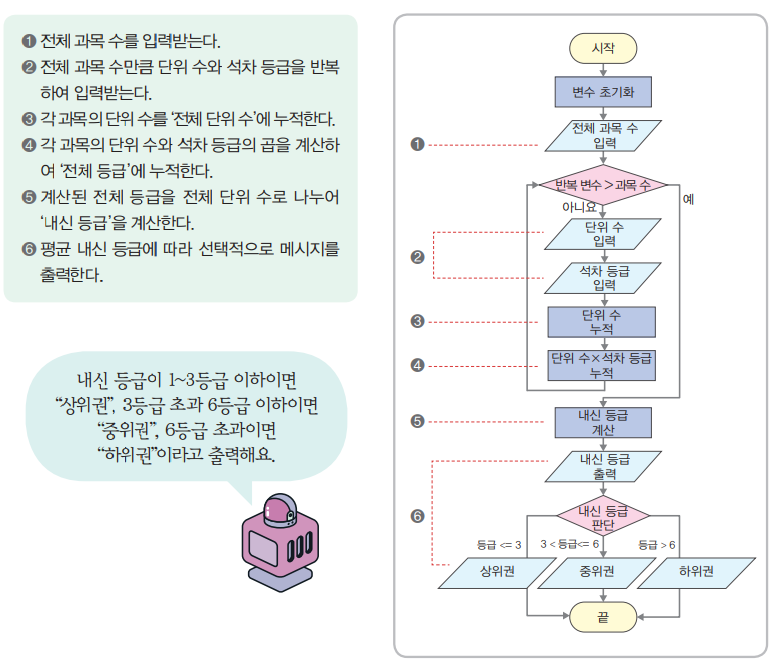 ❶ 전체 과목 수를 입력받는다.
❷ 전체 과목 수만큼 단위 수와 석차 등급을 반복
하여 입력받는다.
❸ 각 과목의 단위 수를 ‘전체 단위 수’에 누적한다.
❹ 각 과목의 단위 수와 석차 등급의 곱을 계산하
여 ‘전체 등급’에 누적한다.
❺ 계산된 전체 등급을 전체 단위 수로 나누어
‘내신 등급’을 계산한다.
❻ 평균 내신 등급에 따라 선택적으로 메시지를
출력한다.
내신 등급이 1~3등급 이하이면
“상위권”, 3등급 초과 6등급 이하이면
“중위권”, 6등급 초과이면
“하위권”이라고 출력해요.
시작
변수 초기화
❶
전체 과목 수
입력
반복 변수 > 과목 수
예
아니요
❷
단위 수
입력
석차 등급
입력
❸
단위 수
누적
❹
단위 수×석차 등급
누적
❺
내신 등급
계산
❻
내신 등급
출력
내신 등급
판단
등급 <= 3
3 < 등급<= 6
등급 > 6
상위권
중위권
하위권
끝